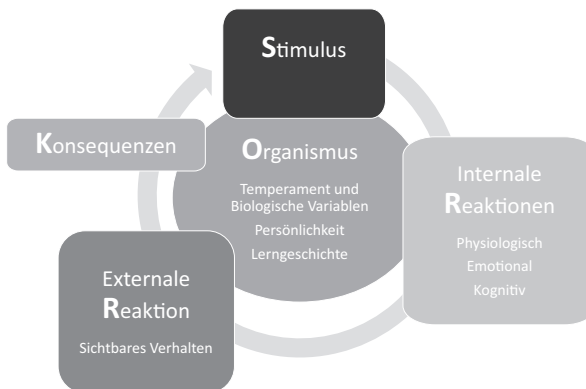 Stimulus
Organismus
Temperament und
Biologische Variablen
Persönlichkeit
Lerngeschichte
Internale
Reaktionen
Physiologisch
Emotional
Kognitiv
Externale
Reaktion
Sichtbares Verhalten
Konsequenzen